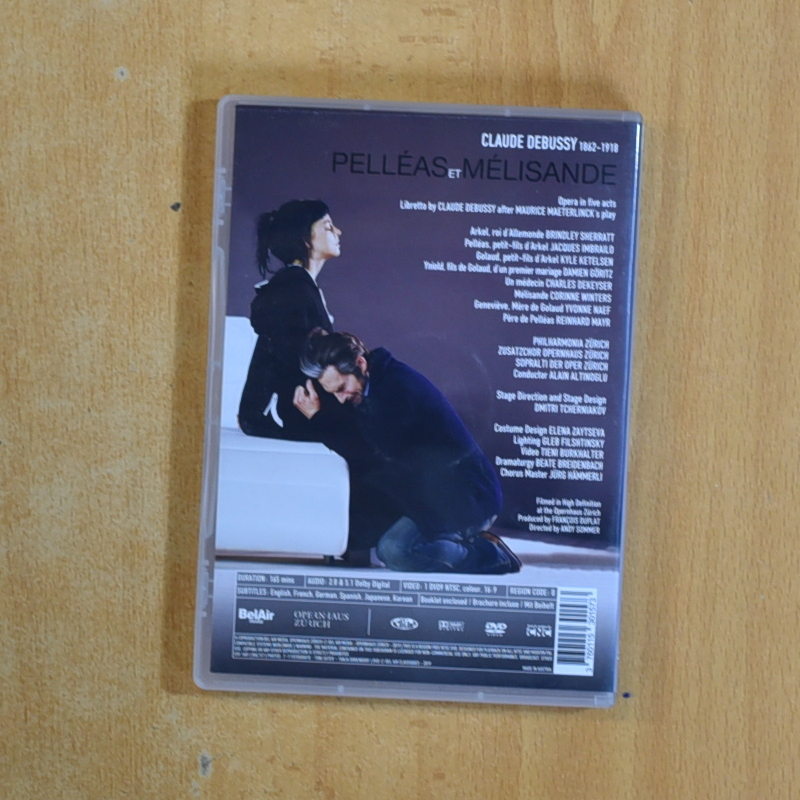 CLAUDE DEBUSSY 1862-1918
PELLÉAS ET MÉLISANDE
Opera in five acts
Libretto by CLAUDE DEBUSSY after MAURICE MAETERLINCK's play
Arkel, roi d'Allemonde BRINDLEY SHERRATT
Pelléas, petit-fils d'Arkel JACQUES IMBRAILO
Golaud, petit-fils d'Arkel KYLE KETELSEN
Yniold, fils de Golaud, d'un premier mariage DAMIEN GÖRITZ
Un médecin CHARLES DEKEYSER
Mélisande CORINNE WINTERS
Geneviève, Mère de Golaud YVONNE NAEF
Père de Pelléas REINHARD MAYR
PHILHARMONIA ZÜRICH
ZUSATZCHOR OPERNHAUS ZÜRICH
SOPRALTI DER OPER ZÜRICH
Conductor ALAIN ALTINOGLU
Stage Direction and Stage Design
DMITRI TCHERNIAKOV
Costume Design ELENA ZAYTSEVA
Lighting GLEB FILSHTINSKY
Video TIENI BURKHALTER
Dramaturgy BEATE BREIDENBACH
Chorus Master JÜRG HÄMMERLI
Filmed in High Definition
at the Opernhaus Zürich
Produced by FRANÇOIS DUPLAT
Directed by ANDY SOMMER
DURATION: 165 mins AUDIO: 2.0 & 5.1 Dolby Digital VIDEO: 1 DVD9 NTSC, colour, 16:9 REGION CODE: 0
SUBTITLES: English, French, German, Spanish, Japanese, Korean Booklet enclosed / Brochure incluse / Mit Beiheft
BelAir OPERNHAUS ZÜRICH DVD CNC
MADE IN AUSTRIA